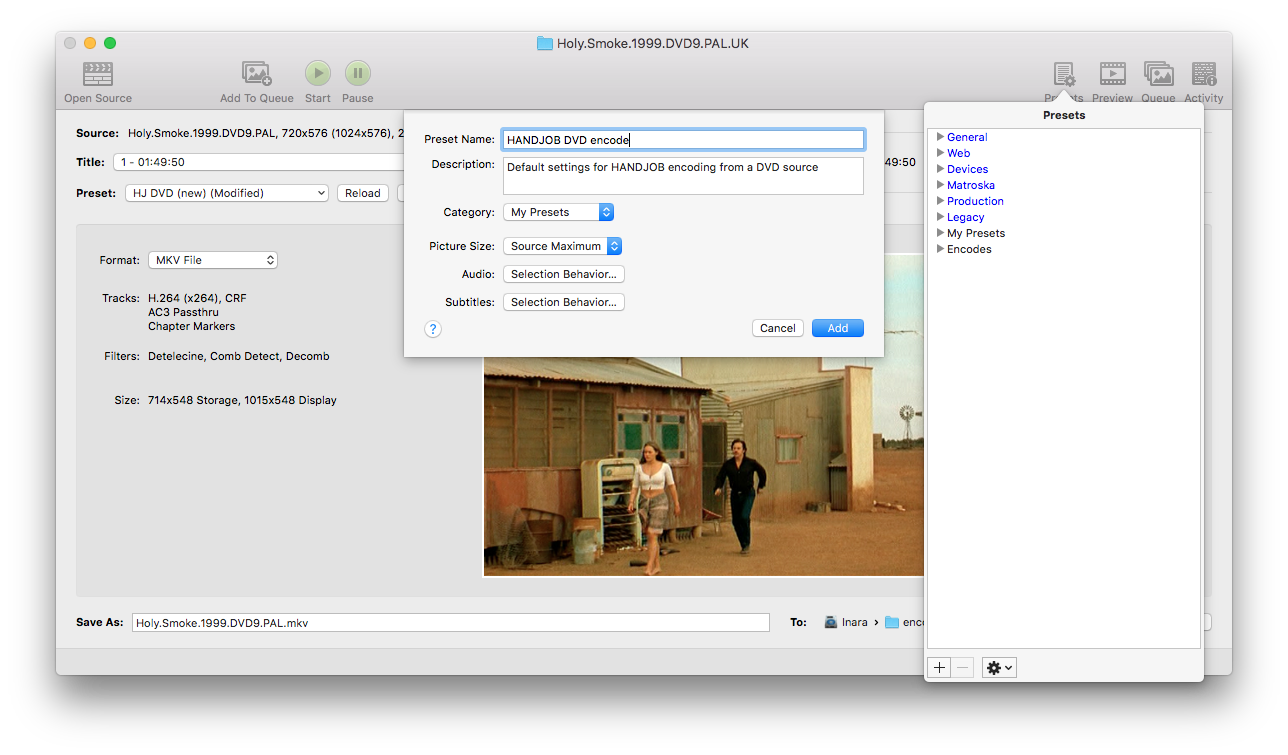 Holy.Smoke.1999.DVD9.PAL.UK
Open Source
Add To Queue
Start
Pause
Presets
Preview
Queue
Activity
Source: Holy.Smoke.1999.DVD9.PAL, 720x576 (1024x576), 2
Title: 1 - 01:49:50
49:50
Preset: HJ DVD (new) (Modified)
Reload
Format: MKV File
Tracks: H.264 (x264), CRF
AC3 Passthru
Chapter Markers
Filters: Detelecine, Comb Detect, Decomb
Size: 714x548 Storage, 1015x548 Display
Preset Name: HANDJOB DVD encode
Description: Default settings for HANDJOB encoding from a DVD source
Category: My Presets
Picture Size: Source Maximum
Audio: Selection Behavior...
Subtitles: Selection Behavior...
?
Cancel
Add
Presets
General
Web
Devices
Matroska
Production
Legacy
My Presets
Encodes
Save As: Holy.Smoke.1999.DVD9.PAL.mkv
To: Inara › enc